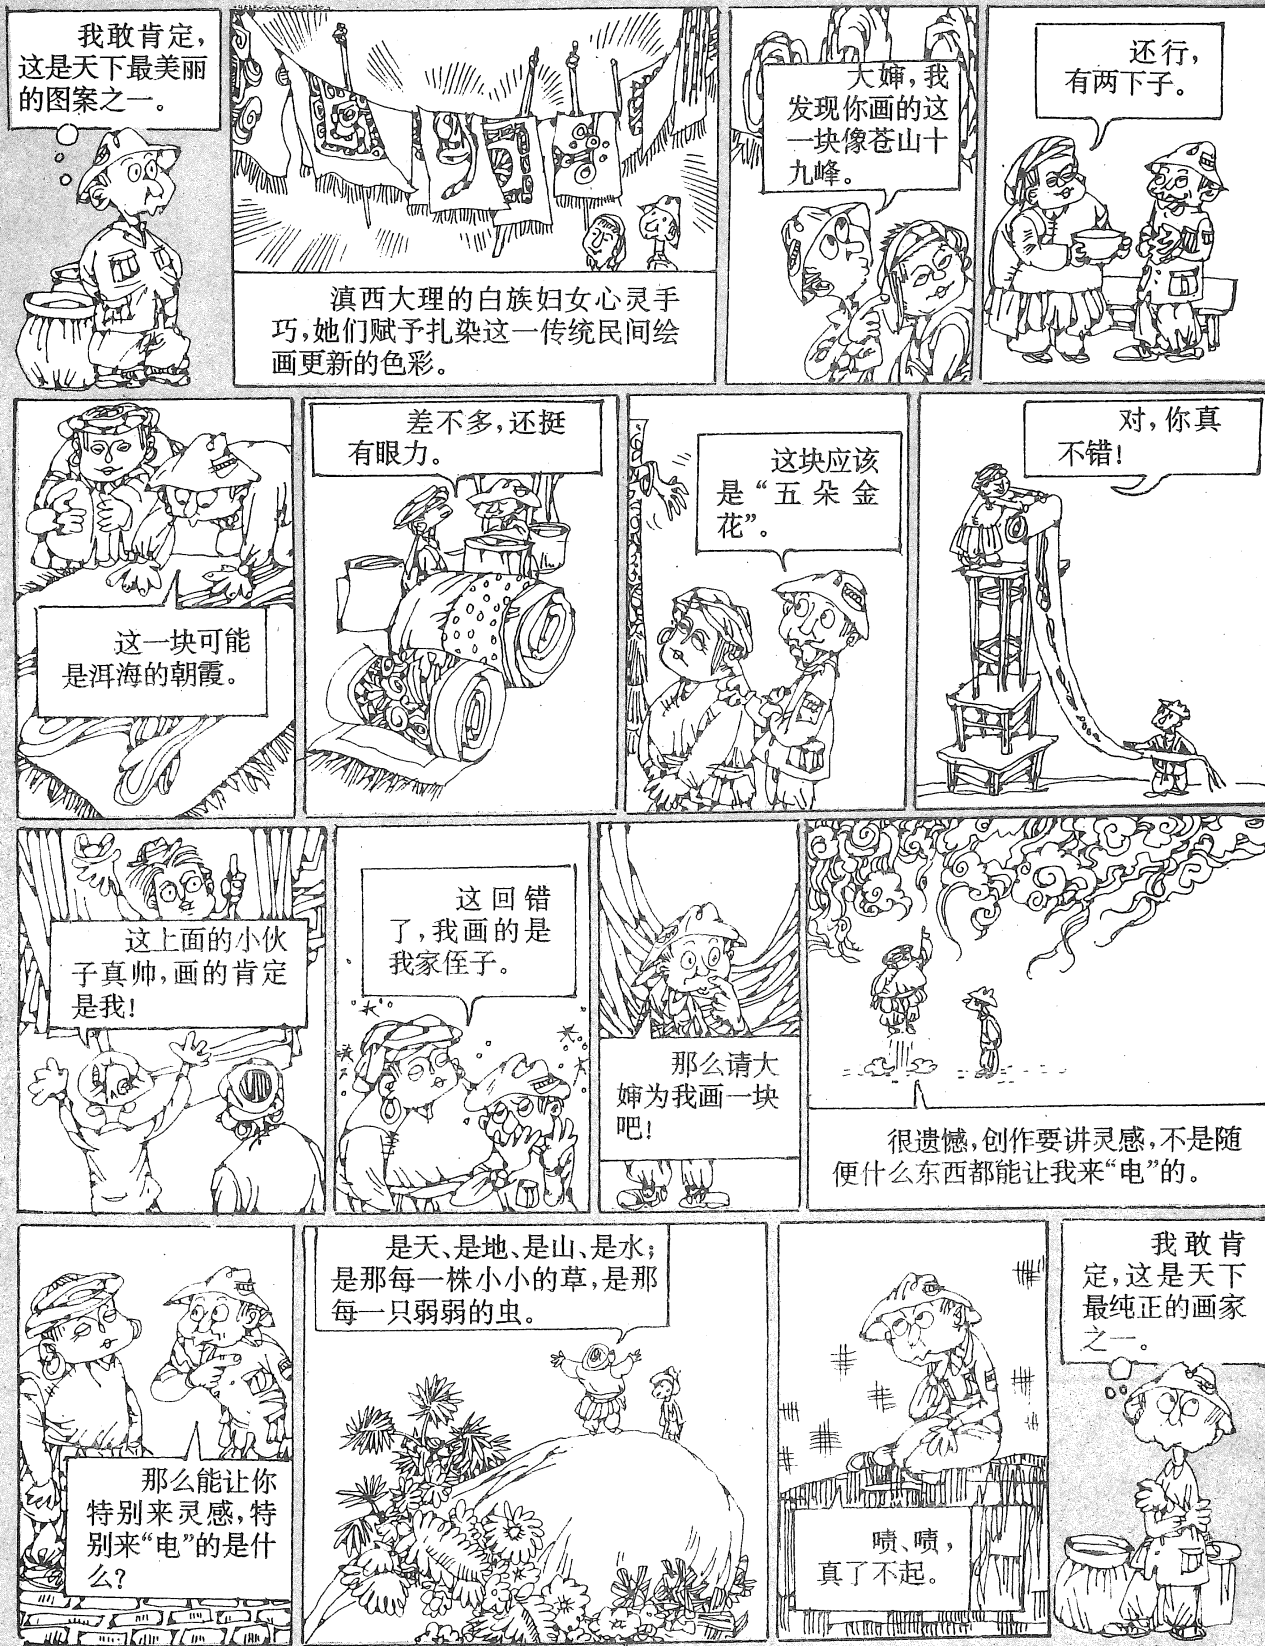 我敢肯定，
这是天下最美丽
的图案之一。
滇西大理的白族妇女心灵手
巧，她们赋予扎染这一传统民间绘
画更新的色彩。
大婶，我
发现你画的这
一块像苍山十
九峰。
还行，
有两下子。
这一块可能
是洱海的朝霞。
差不多，还挺
有眼力。
这块应该
是“五朵金
花”。
对，你真
不错！
这上面的小伙
子真帅，画的肯定
是我！
这回错
了，我画的是
我家侄子。
那么请大
婶为我画一块
吧！
很遗憾，创作要讲灵感，不是随
便什么东西都能让我来“电”的。
那么能让你
特别来灵感，特
别来“电”的是什
么？
是天、是地、是山、是水；
是那每一株小小的草，是那
每一只弱弱的虫。
啧、啧，
真了不起。
我敢肯
定，这是天下
最纯正的画家
之一。